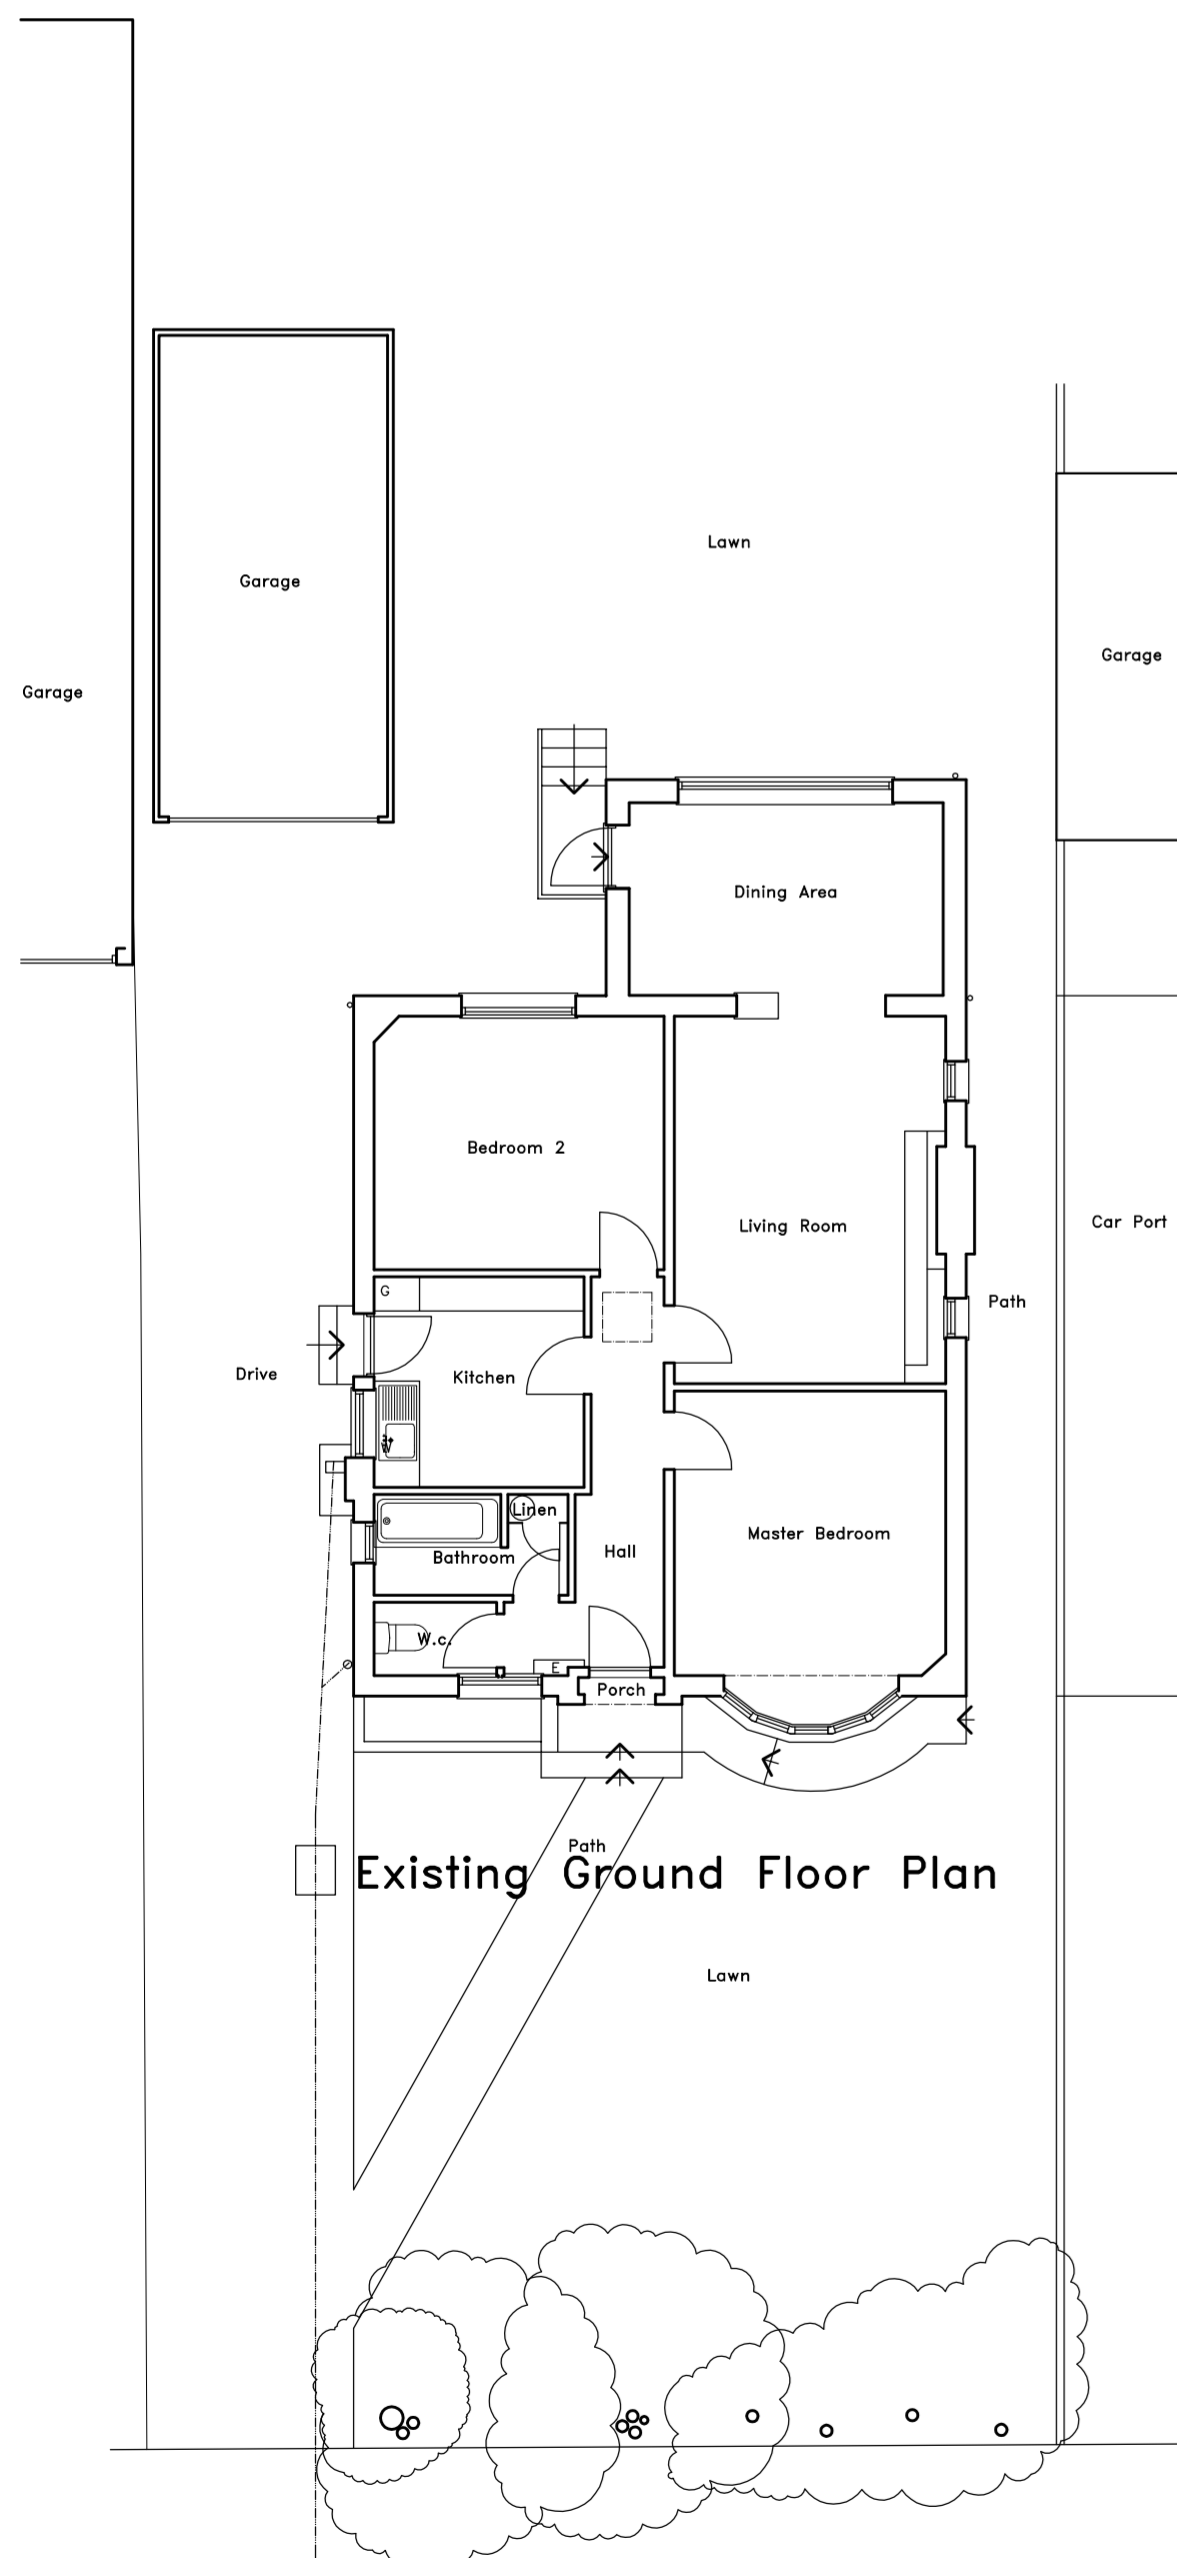 Lawn
Garage
Garage
Garage
Dining Area
Bedroom 2
Living Room
Car Port
G
Path
Drive
Kitchen
W
Linen
Master Bedroom
Hall
Bathroom
W.c.
E
Porch
Path
Existing Ground Floor Plan
Lawn